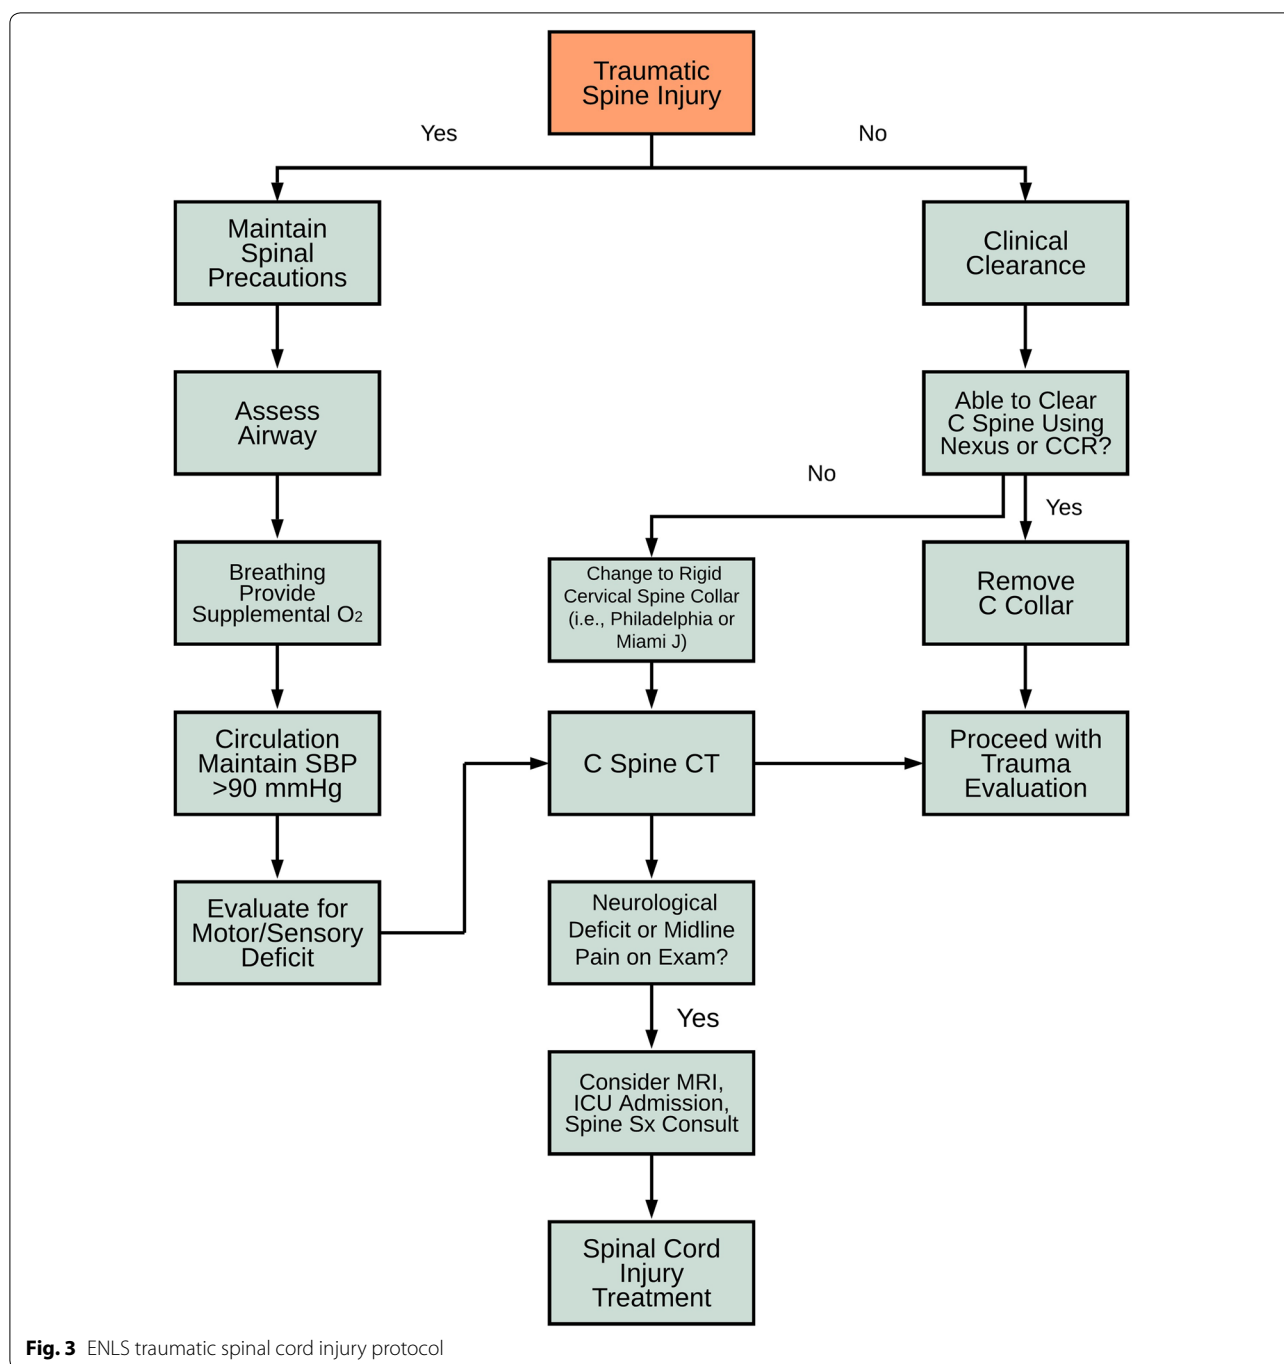 Traumatic
Spine Injury
Yes
No
Maintain
Spinal
Precautions
Clinical
Clearance
Assess
Airway
Able to Clear
C Spine Using
Nexus or CCR?
No
Yes
Breathing
Provide
Supplemental O₂
Change to Rigid
Cervical Spine Collar
(i.e., Philadelphia or
Miami J)
Remove
C Collar
Circulation
Maintain SBP
>90 mmHg
C Spine CT
Proceed with
Trauma
Evaluation
Evaluate for
Motor/Sensory
Deficit
Neurological
Deficit or Midline
Pain on Exam?
Yes
Consider MRI,
ICU Admission,
Spine Sx Consult
Spinal Cord
Injury
Treatment
Fig. 3 ENLS traumatic spinal cord injury protocol